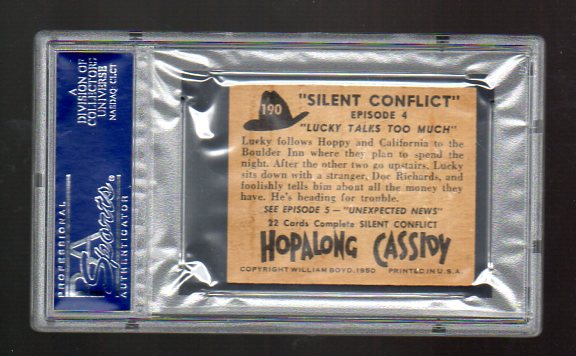 A
DIVISION OF
COLLECTORS
UNIVERSE
NASDAQ: CLCT
PROFESSIONAL
PSA
Sports ®
AUTHENTICATOR
190
"SILENT CONFLICT"
EPISODE 4
"LUCKY TALKS TOO MUCH"
Lucky follows Hoppy and California to the
Boulder Inn where they plan to spend the
night. After the other two go upstairs, Lucky
sits down with a stranger, Doc Richards, and
foolishly tells him about all the money they
have. He's heading for trouble.
SEE EPISODE 5 — "UNEXPECTED NEWS"
22 Cards Complete SILENT CONFLICT
HOPALONG CASSIDY
COPYRIGHT WILLIAM BOYD, 1950 PRINTED IN U.S.A.